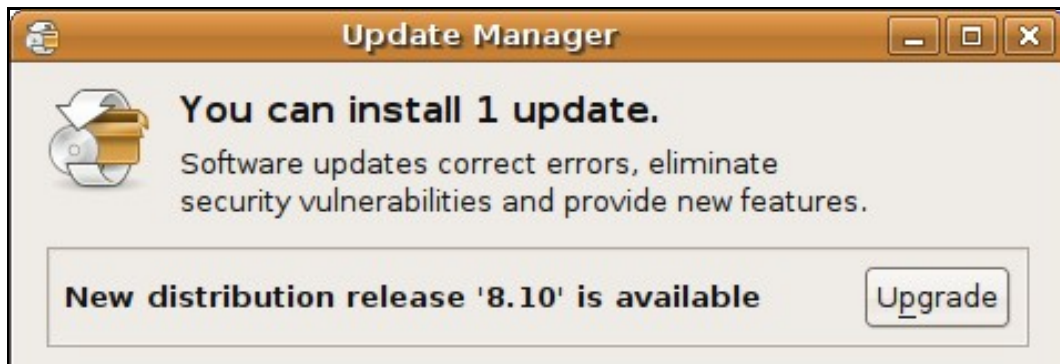 Update Manager
You can install 1 update.
Software updates correct errors, eliminate
security vulnerabilities and provide new features.
New distribution release '8.10' is available
Upgrade